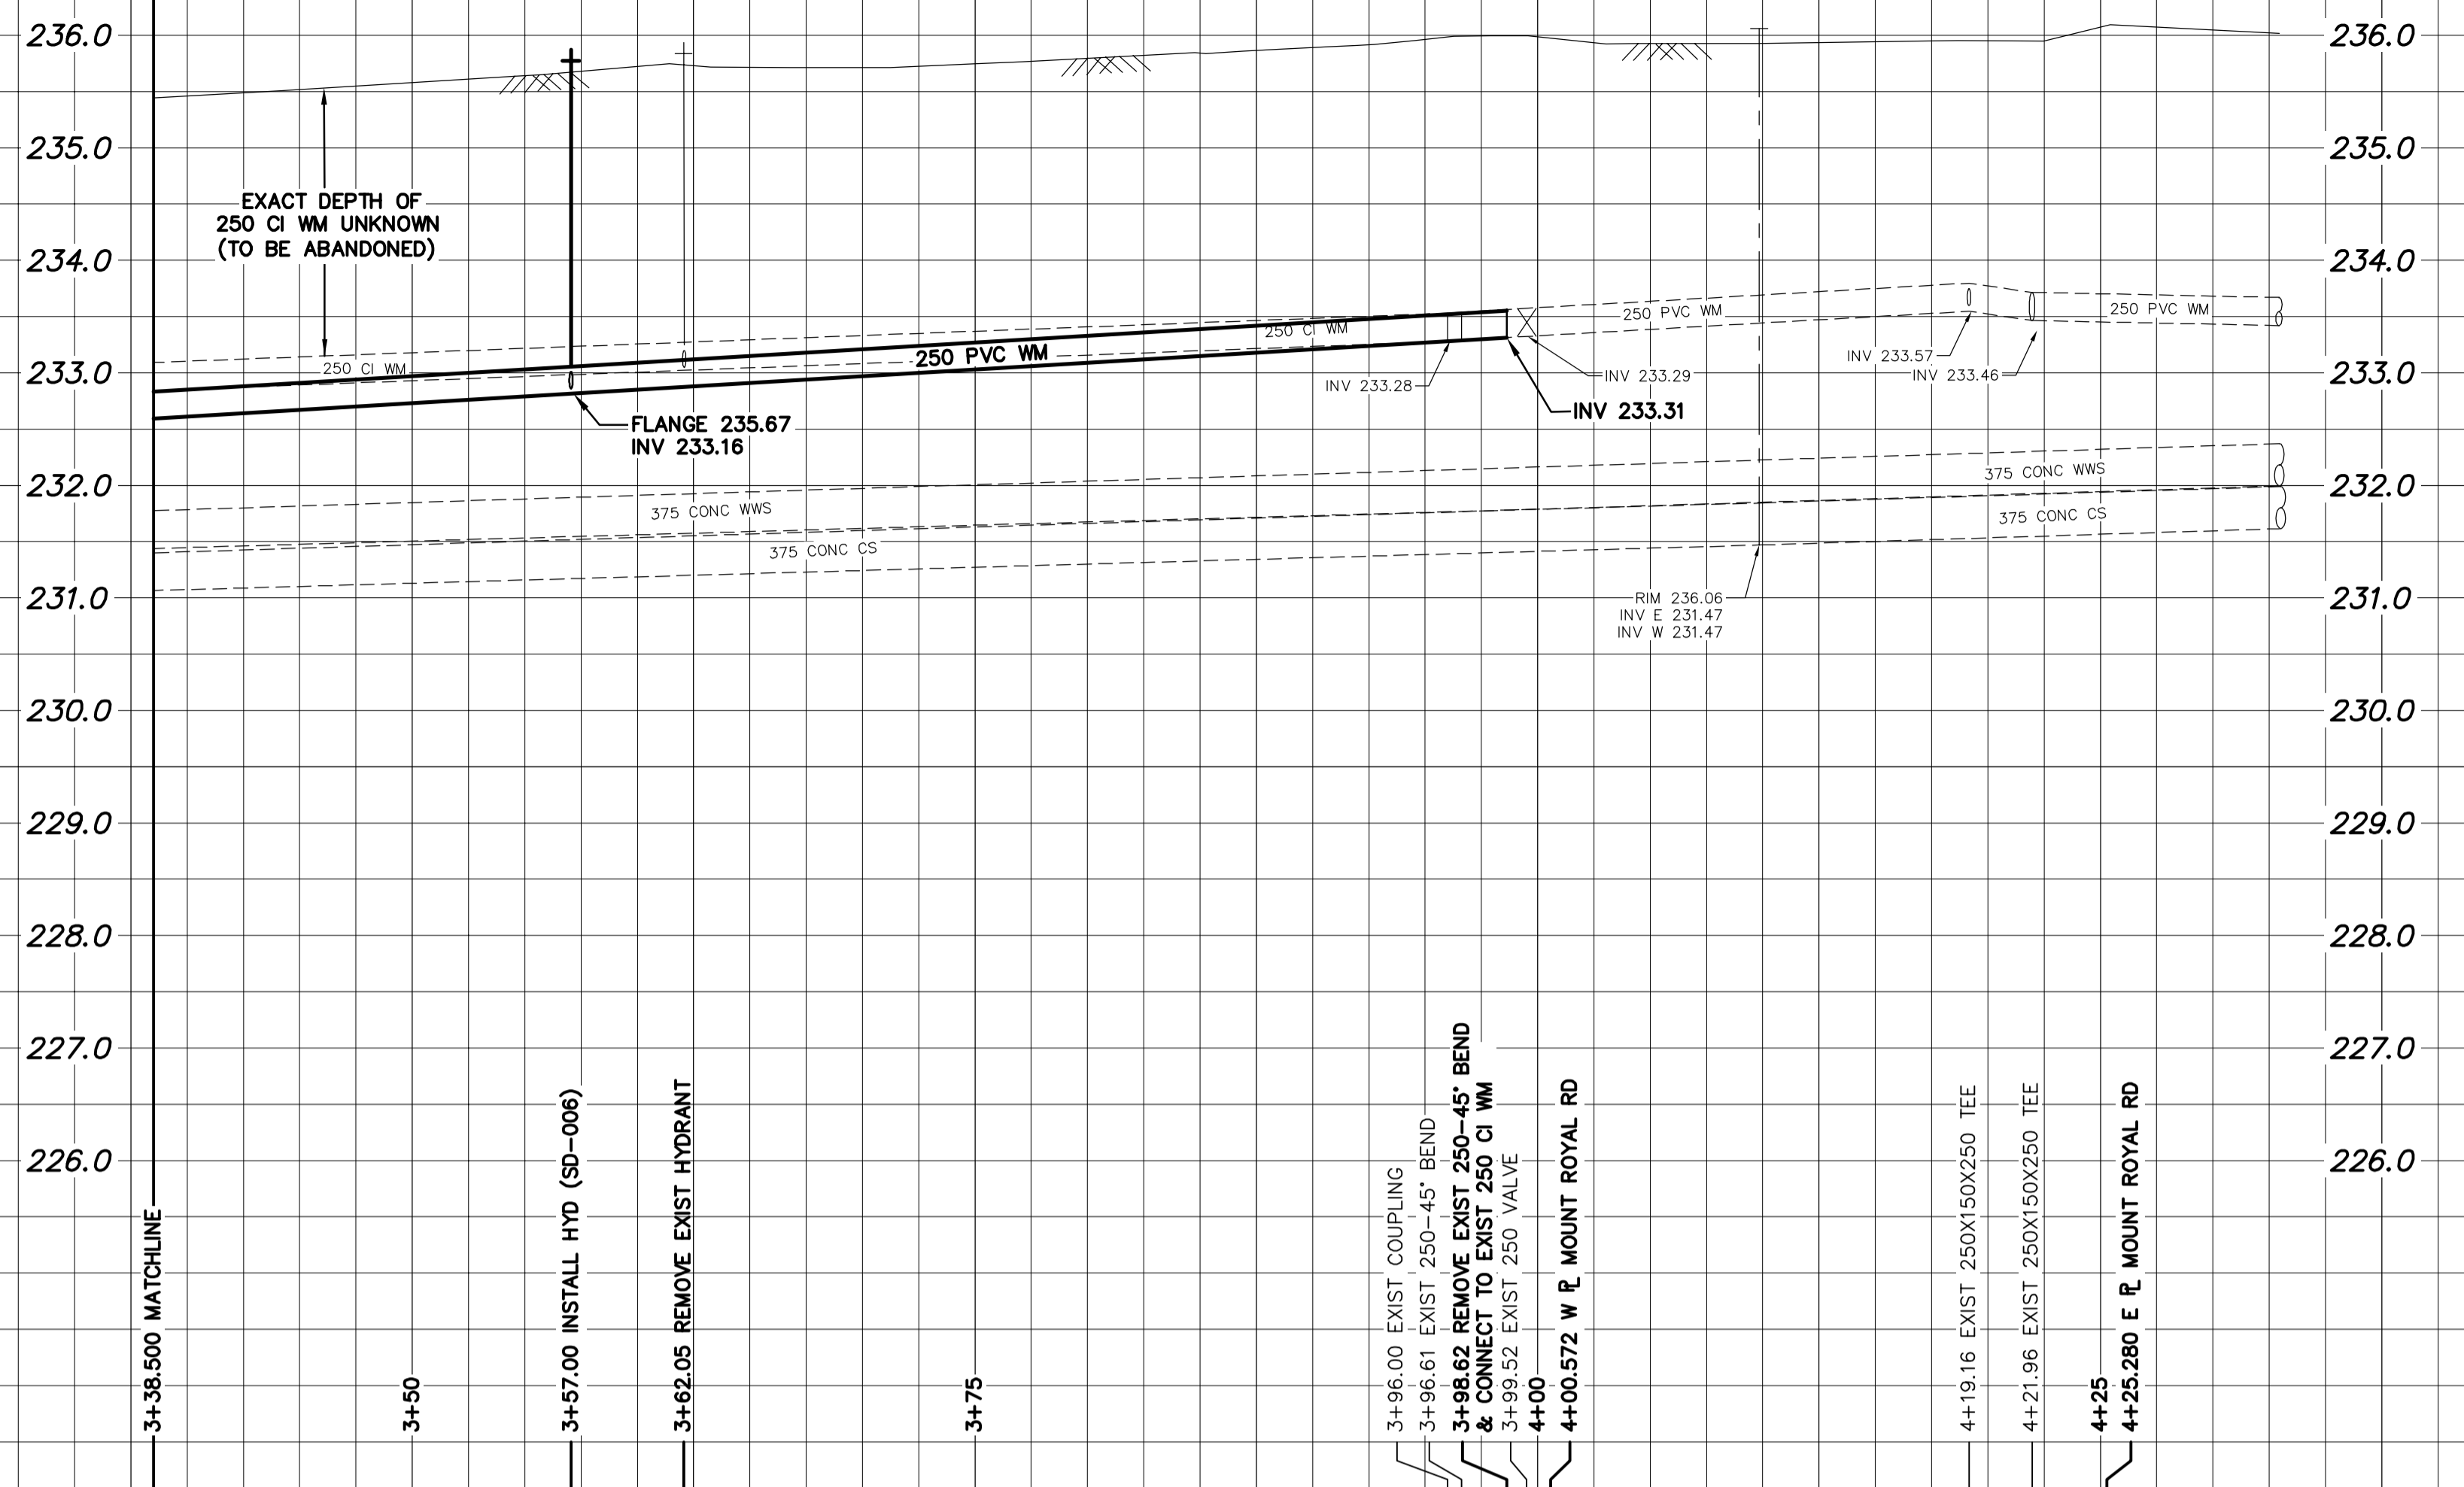 236.0 236.0
235.0 235.0
EXACT DEPTH OF
250 CI WM UNKNOWN
(TO BE ABANDONED)
234.0 234.0
250 PVC WM
250 PVC WM
250 CI WM
250 PVC WM
250 CI WM
INV 233.57
233.0 233.0
INV 233.46
INV 233.29
INV 233.28
INV 233.31
FLANGE 235.67
INV 233.16
232.0 232.0
375 CONC WWS
375 CONC WWS
375 CONC CS
375 CONC CS
231.0 231.0
RIM 236.06
INV E 231.47
INV W 231.47
230.0 230.0
229.0 229.0
228.0 228.0
227.0 227.0
226.0 226.0
3+38.500 MATCHLINE
3+50
3+57.00 INSTALL HYD (SD-006)
3+62.05 REMOVE EXIST HYDRANT
3+75
3+96.00 EXIST COUPLING
3+96.61 EXIST 250-45° BEND
3+98.62 REMOVE EXIST 250-45° BEND
& CONNECT TO EXIST 250 CI WM
3+99.52 EXIST 250 VALVE
4+00
4+00.572 W PL MOUNT ROYAL RD
4+19.16 EXIST 250X150X250 TEE
4+21.96 EXIST 250X150X250 TEE
4+25
4+25.280 E PL MOUNT ROYAL RD